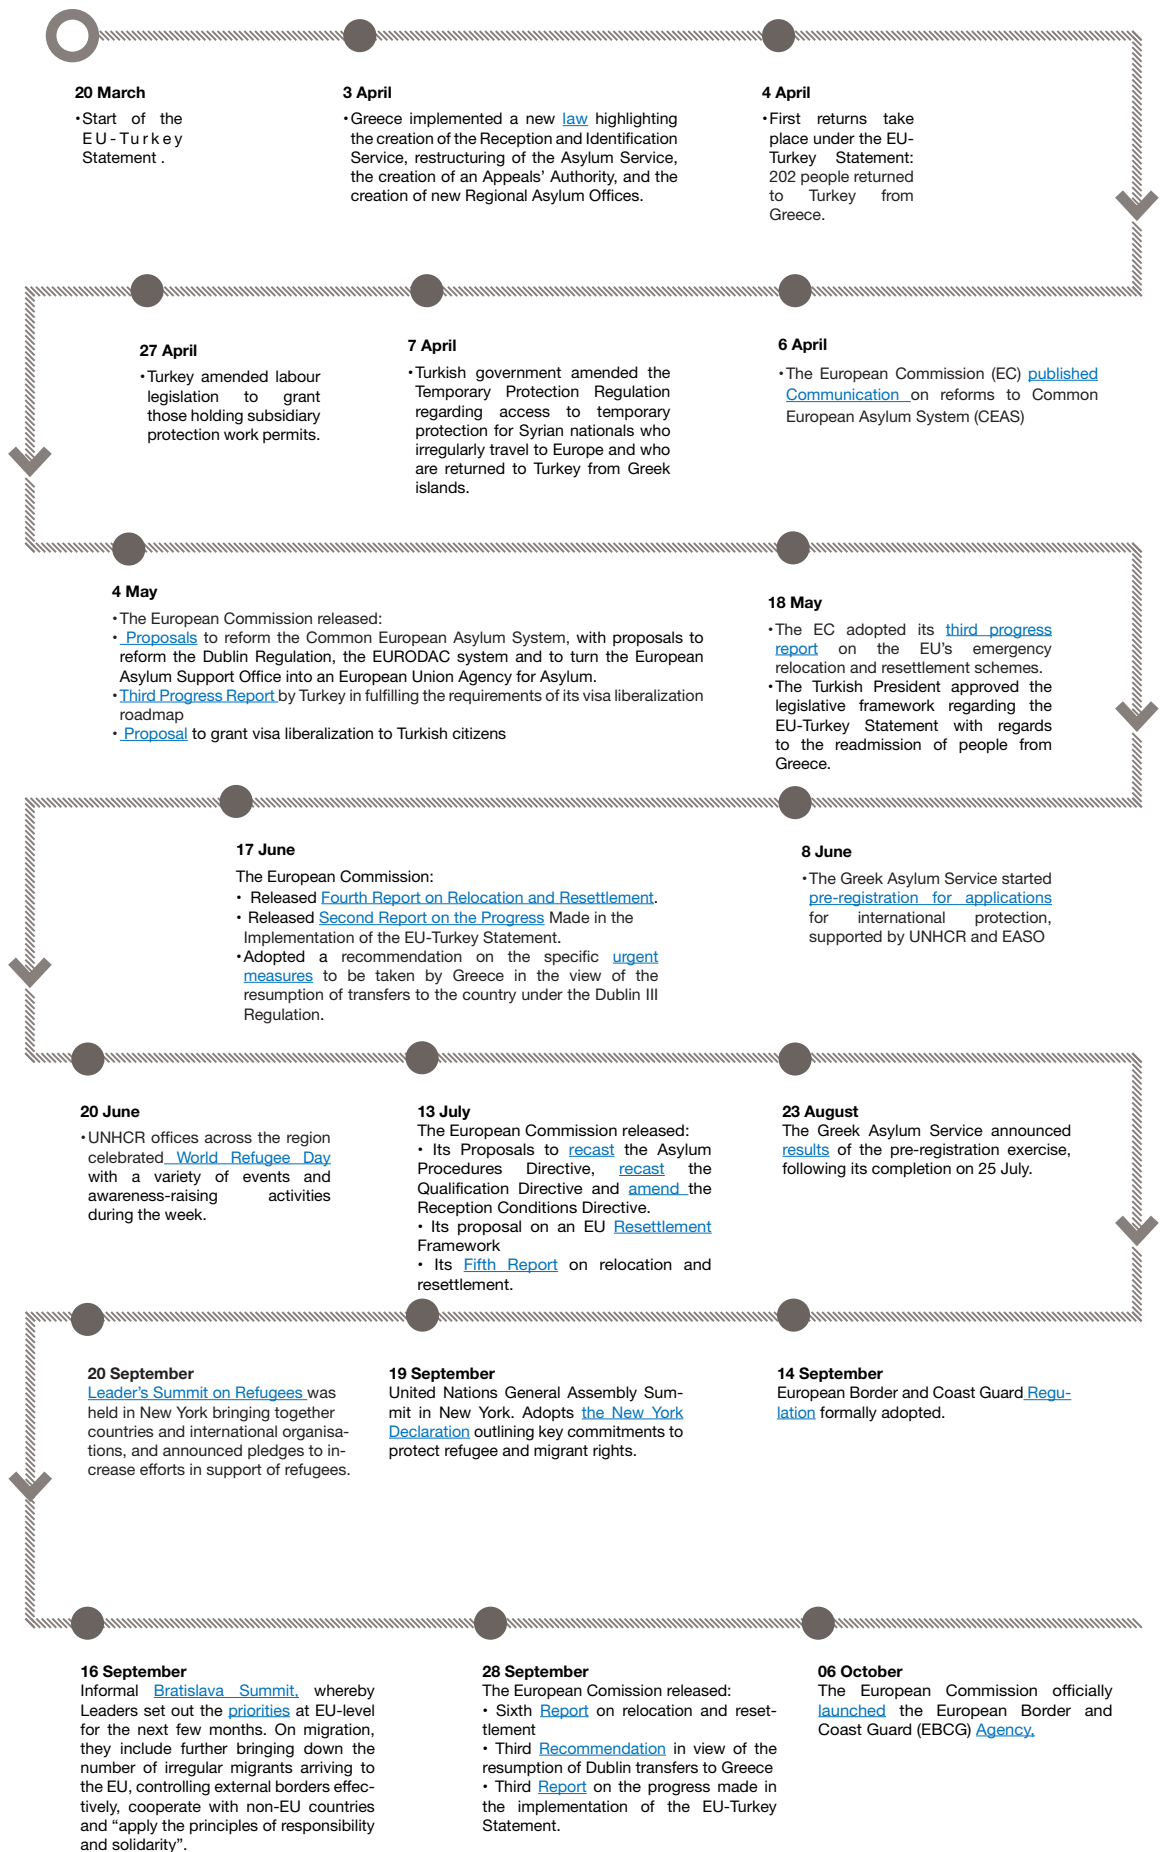 20 March
•Start of the
EU-Turkey
Statement .
3 April
•Greece implemented a new law highlighting
the creation of the Reception and Identification
Service, restructuring of the Asylum Service,
the creation of an Appeals' Authority, and the
creation of new Regional Asylum Offices.
4 April
•First returns take
place under the EU-
Turkey Statement:
202 people returned
to Turkey from
Greece.
6 April
•The European Commission (EC) published
Communication on reforms to Common
European Asylum System (CEAS)
7 April
•Turkish government amended the
Temporary Protection Regulation
regarding access to temporary
protection for Syrian nationals who
irregularly travel to Europe and who
are returned to Turkey from Greek
islands.
27 April
•Turkey amended labour
legislation to grant
those holding subsidiary
protection work permits.
4 May
•The European Commission released:
• Proposals to reform the Common European Asylum System, with proposals to
reform the Dublin Regulation, the EURODAC system and to turn the European
Asylum Support Office into an European Union Agency for Asylum.
•Third Progress Report by Turkey in fulfilling the requirements of its visa liberalization
roadmap
• Proposal to grant visa liberalization to Turkish citizens
18 May
•The EC adopted its third progress
report on the EU's emergency
relocation and resettlement schemes.
•The Turkish President approved the
legislative framework regarding the
EU-Turkey Statement with regards
to the readmission of people from
Greece.
8 June
•The Greek Asylum Service started
pre-registration for applications
for international protection,
supported by UNHCR and EASO
17 June
The European Commission:
• Released Fourth Report on Relocation and Resettlement.
• Released Second Report on the Progress Made in the
Implementation of the EU-Turkey Statement.
•Adopted a recommendation on the specific urgent
measures to be taken by Greece in the view of the
resumption of transfers to the country under the Dublin III
Regulation.
20 June
•UNHCR offices across the region
celebrated World Refugee Day
with a variety of events and
awareness-raising activities
during the week.
13 July
The European Commission released:
• Its Proposals to recast the Asylum
Procedures Directive, recast the
Qualification Directive and amend the
Reception Conditions Directive.
• Its proposal on an EU Resettlement
Framework
• Its Fifth Report on relocation and
resettlement.
23 August
The Greek Asylum Service announced
results of the pre-registration exercise,
following its completion on 25 July.
14 September
European Border and Coast Guard Regu-
lation formally adopted.
19 September
United Nations General Assembly Sum-
mit in New York. Adopts the New York
Declaration outlining key commitments to
protect refugee and migrant rights.
20 September
Leader's Summit on Refugees was
held in New York bringing together
countries and international organisa-
tions, and announced pledges to in-
crease efforts in support of refugees.
16 September
Informal Bratislava Summit, whereby
Leaders set out the priorities at EU-level
for the next few months. On migration,
they include further bringing down the
number of irregular migrants arriving to
the EU, controlling external borders effec-
tively, cooperate with non-EU countries
and "apply the principles of responsibility
and solidarity".
28 September
The European Comission released:
• Sixth Report on relocation and reset-
tlement
• Third Recommendation in view of the
resumption of Dublin transfers to Greece
• Third Report on the progress made in
the implementation of the EU-Turkey
Statement.
06 October
The European Commission officially
launched the European Border and
Coast Guard (EBCG) Agency,